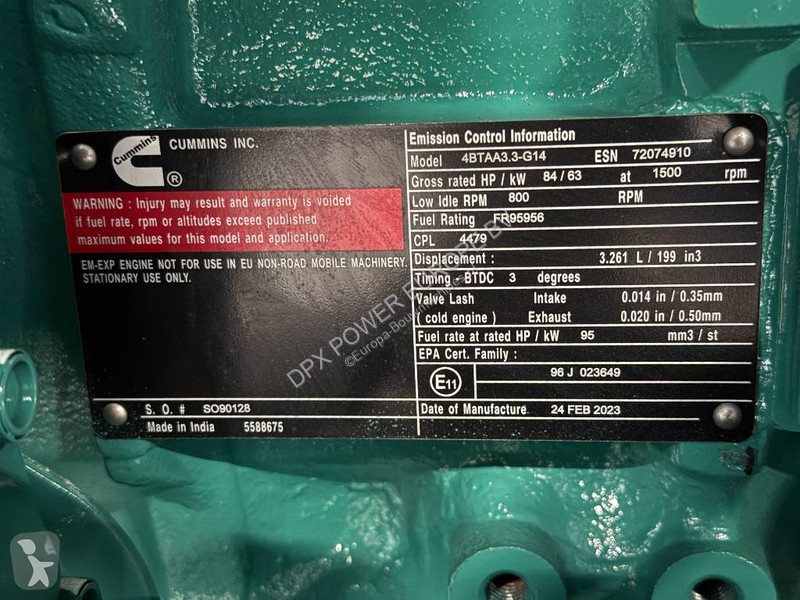 Cummins
®
CUMMINS INC.
WARNING : Injury may result and warranty is voided
if fuel rate, rpm or altitudes exceed published
maximum values for this model and application.
EM-EXP ENGINE NOT FOR USE IN EU NON-ROAD MOBILE MACHINERY.
STATIONARY USE ONLY.
S. O. # SO90128
Made in India 5588675
Emission Control Information
Model 4BTAA3.3-G14 ESN 72074910
Gross rated HP / kW 84 / 63 at 1500 rpm
Low Idle RPM 800 RPM
Fuel Rating FR95956
CPL 4479
Displacement : 3.261 L / 199 in3
Timing - BTDC 3 degrees
Valve Lash Intake 0.014 in / 0.35mm
( cold engine ) Exhaust 0.020 in / 0.50mm
Fuel rate at rated HP / kW 95 mm3 / st
EPA Cert. Family :
E11 96 J 023649
Date of Manufacture 24 FEB 2023
DPX POWER EUROPE BV